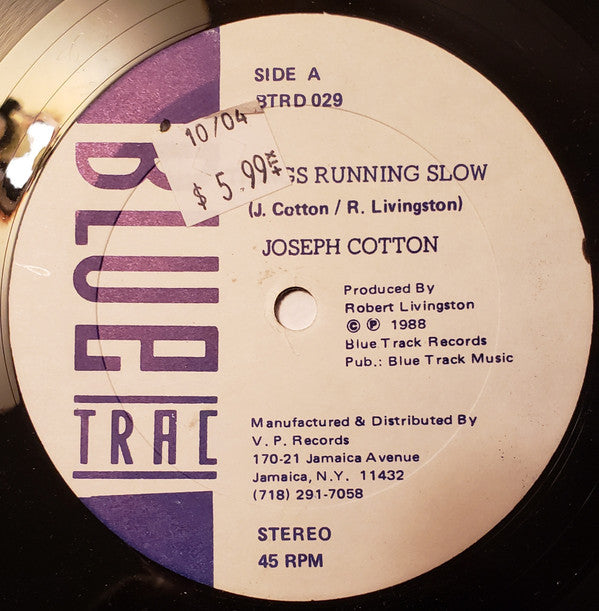 SIDE A
BTRD 029
10/04
$ 5.99
GS RUNNING SLOW
(J. Cotton / R. Livingston)
JOSEPH COTTON
Produced By
Robert Livingston
© ℗ 1988
Blue Track Records
Pub.: Blue Track Music
BLUE
TRAC
Manufactured & Distributed By
V. P. Records
170-21 Jamaica Avenue
Jamaica, N.Y. 11432
(718) 291-7058
STEREO
45 RPM